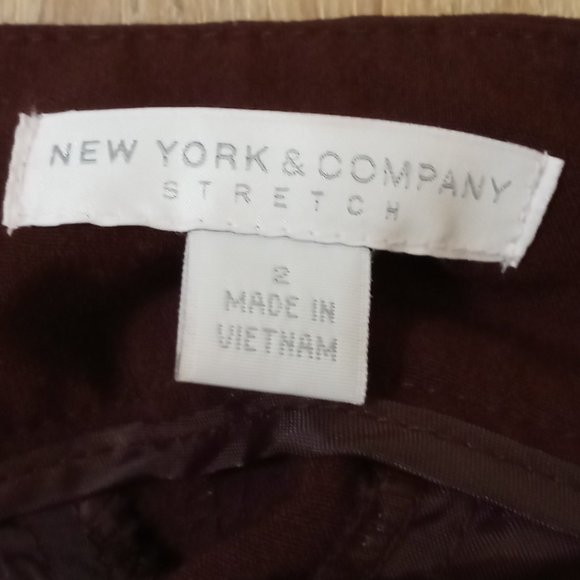 NEW YORK & COMPANY
STRETCH
2
MADE IN
VIETNAM